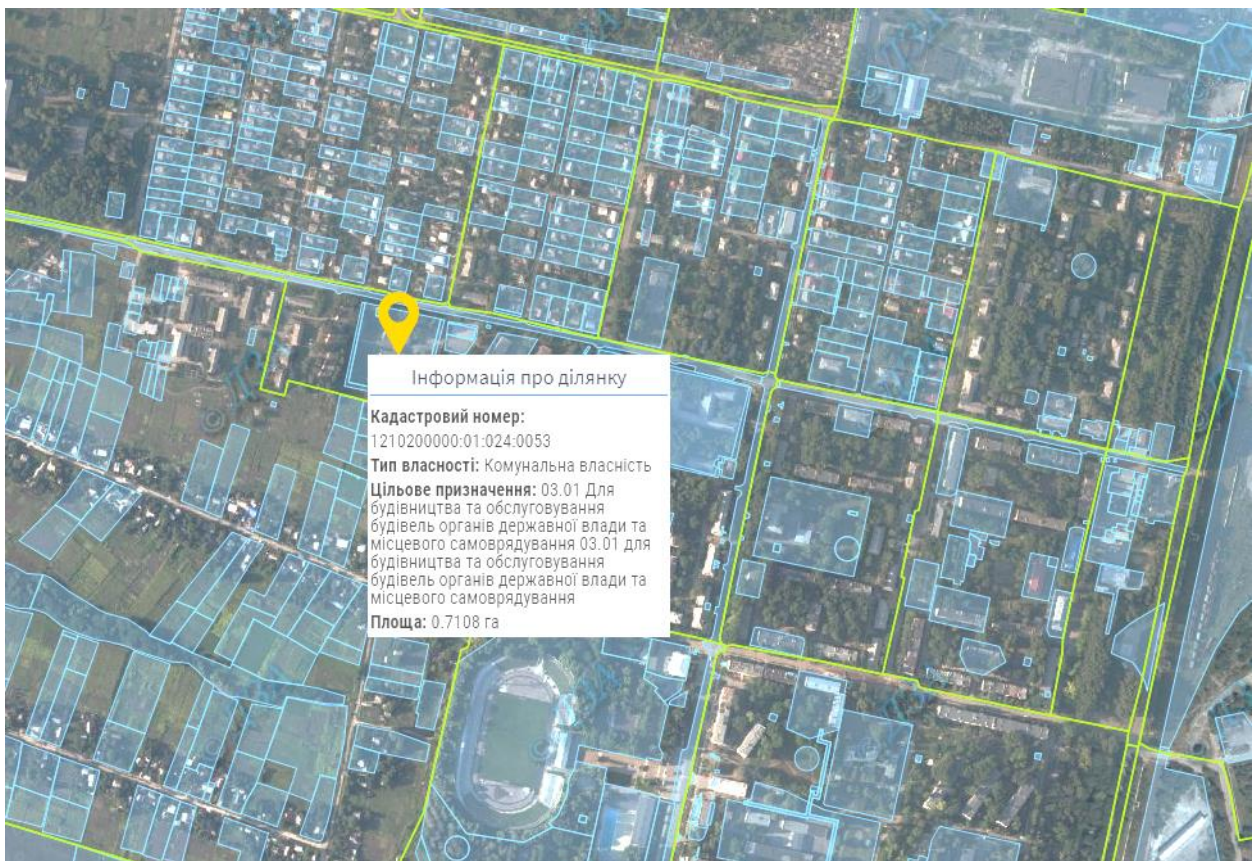 Інформація про ділянку
Кадастровий номер:
1210200000:01:024:0053
Тип власності: Комунальна власність
Цільове призначення: 03.01 Для
будівництва та обслуговування
будівель органів державної влади та
місцевого самоврядування 03.01 для
будівництва та обслуговування
будівель органів державної влади та
місцевого самоврядування
Площа: 0.7108 га